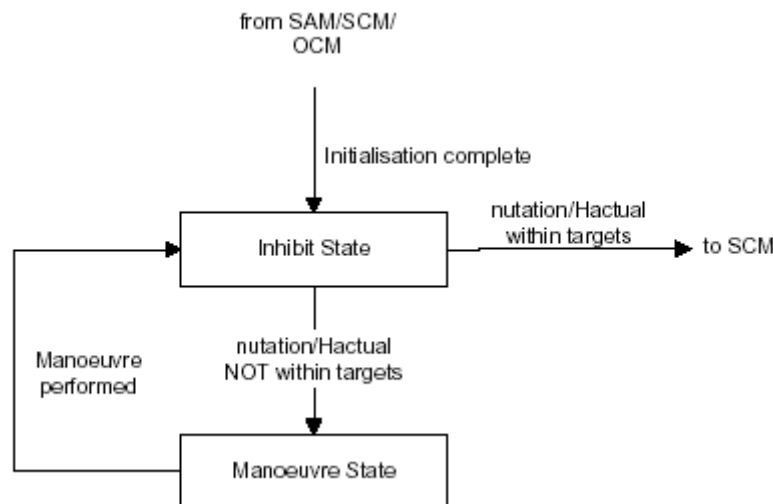 from SAM/SCM/
OCM
Initialisation complete
nutation/Hactual
within targets
Inhibit State
to SCM
nutation/Hactual
NOT within targets
Manoeuvre
performed
Manoeuvre State